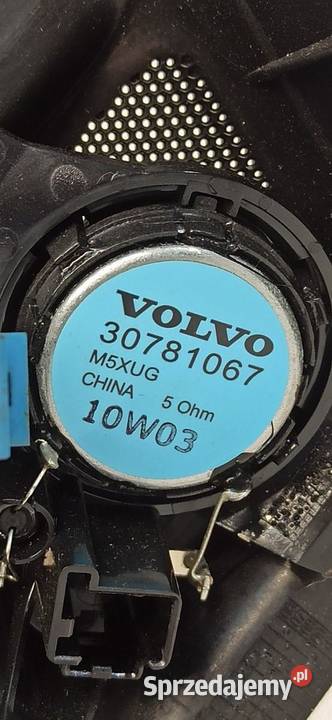 VOLVO
30781067
M5XUG
CHINA 5 Ohm
10W03
Sprzedajemy.pl